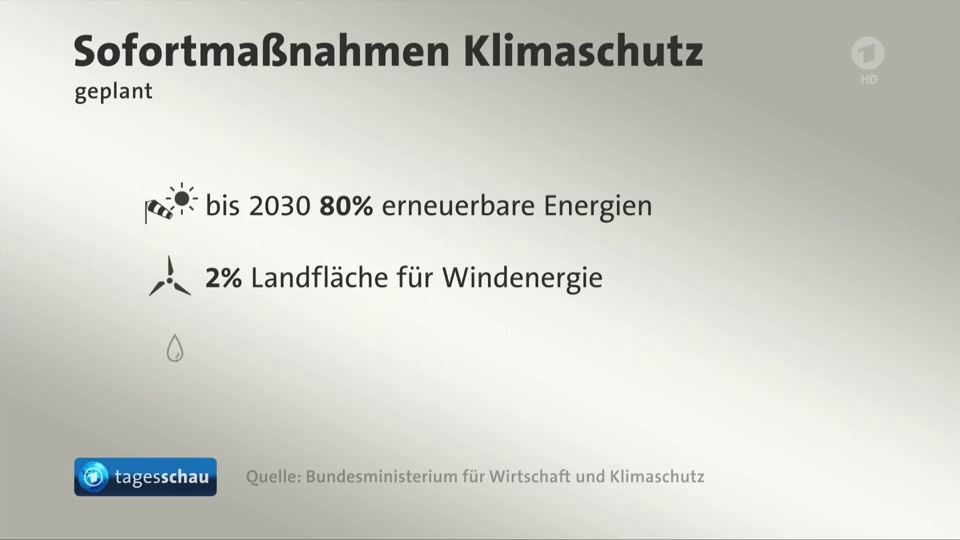 Sofortmaßnahmen Klimaschutz
geplant
HD
bis 2030 80% erneuerbare Energien
2% Landfläche für Windenergie
tagesschau
Quelle: Bundesministerium für Wirtschaft und Klimaschutz